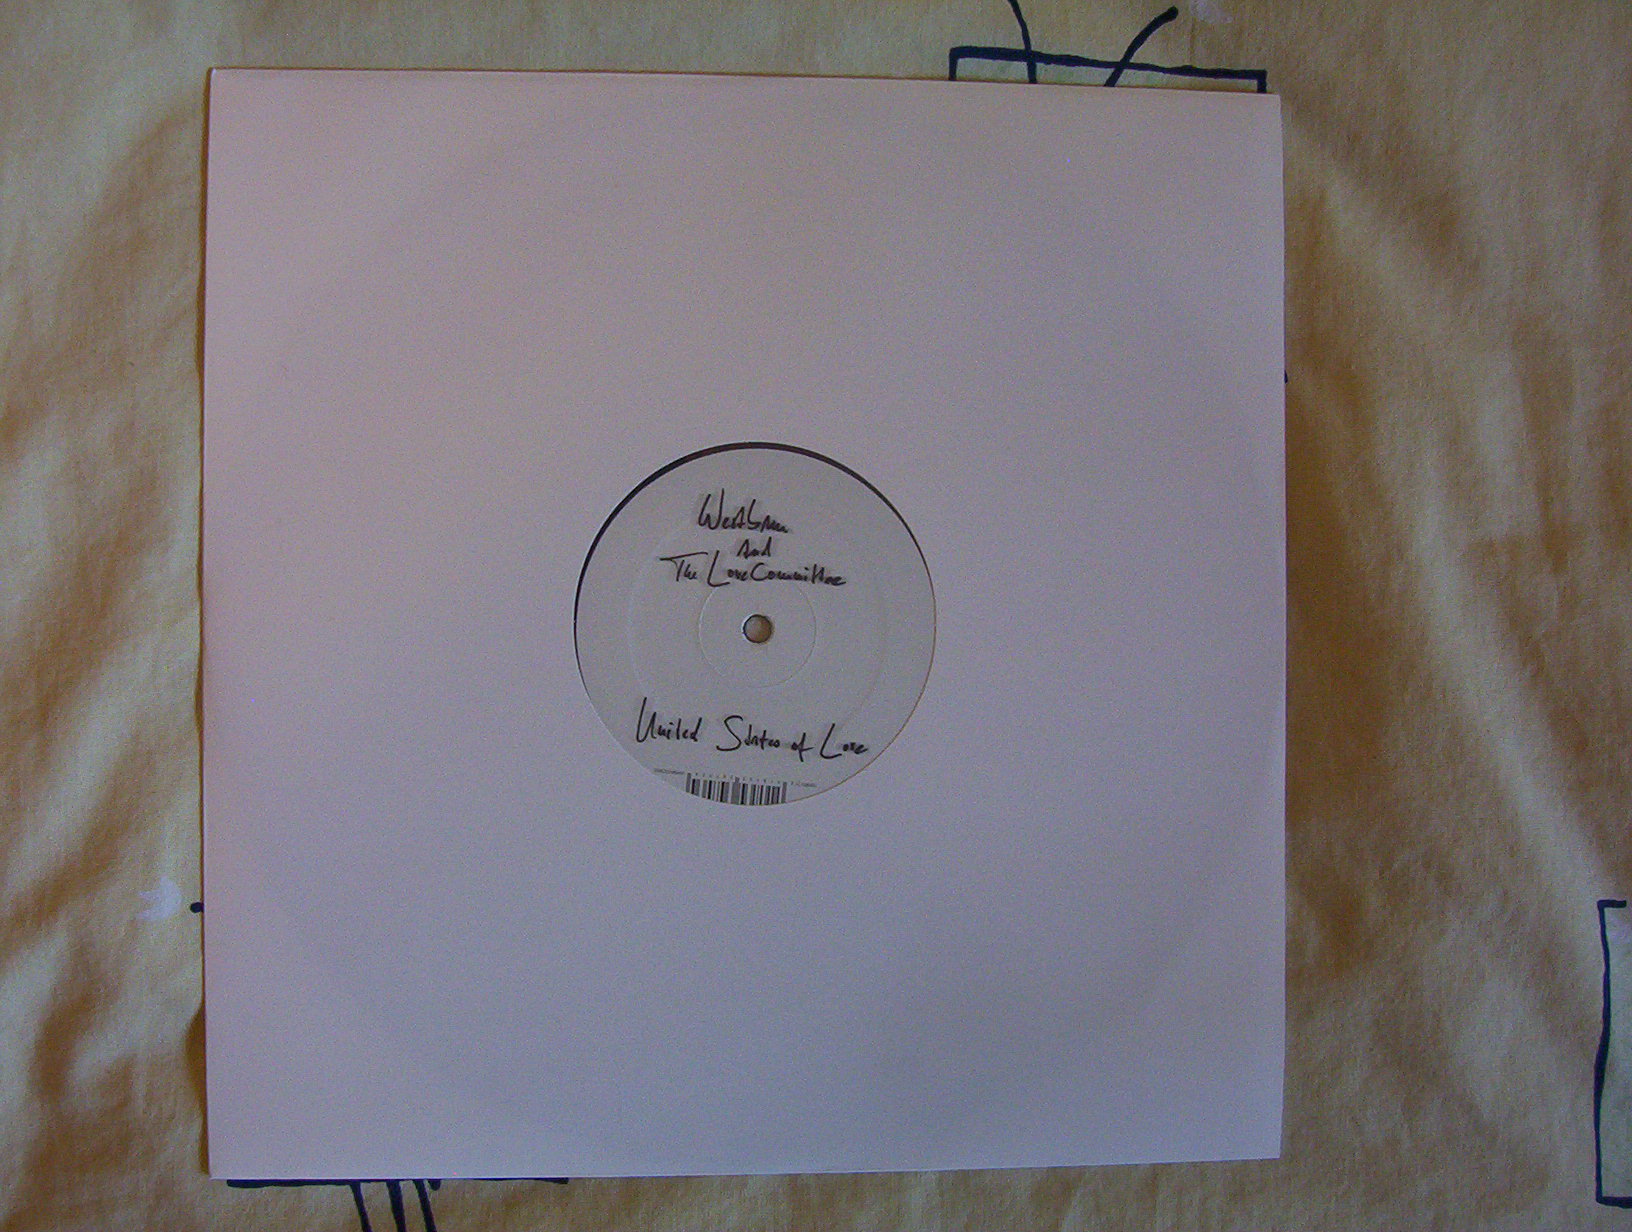 WestBam
And
The Love Committee
United States of Love